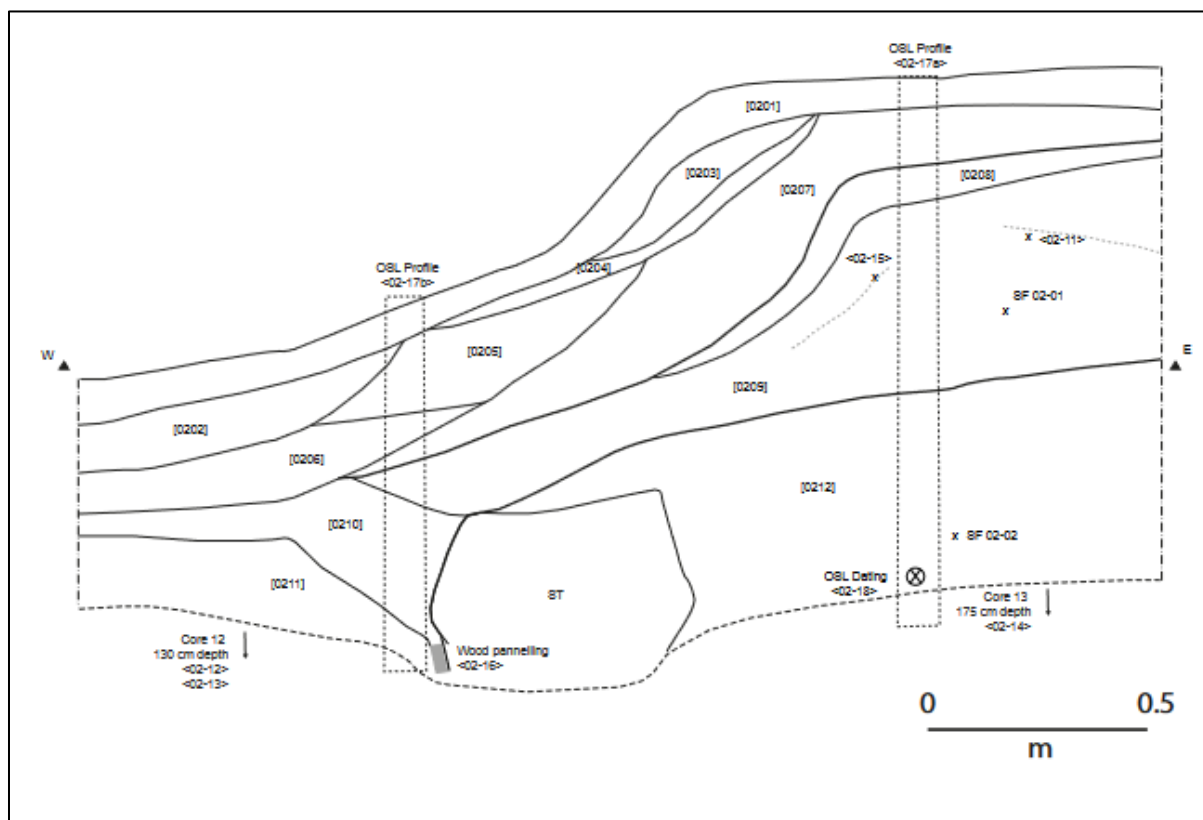 OSL Profile
<02-17a>
[0201]
[0203]
[0207]
[0208]
<02-11>
<02-15>
[0204]
OSL Profile
<02-17b>
SF 02-01
W
E
[0205]
[0209]
[0202]
[0206]
[0212]
[0210]
SF 02-02
[0211]
OSL Dating
<02-18>
ST
Core 13
175 cm depth
<02-14>
Core 12
130 cm depth
<02-12>
<02-13>
Wood pannelling
<02-16>
0 0.5
m